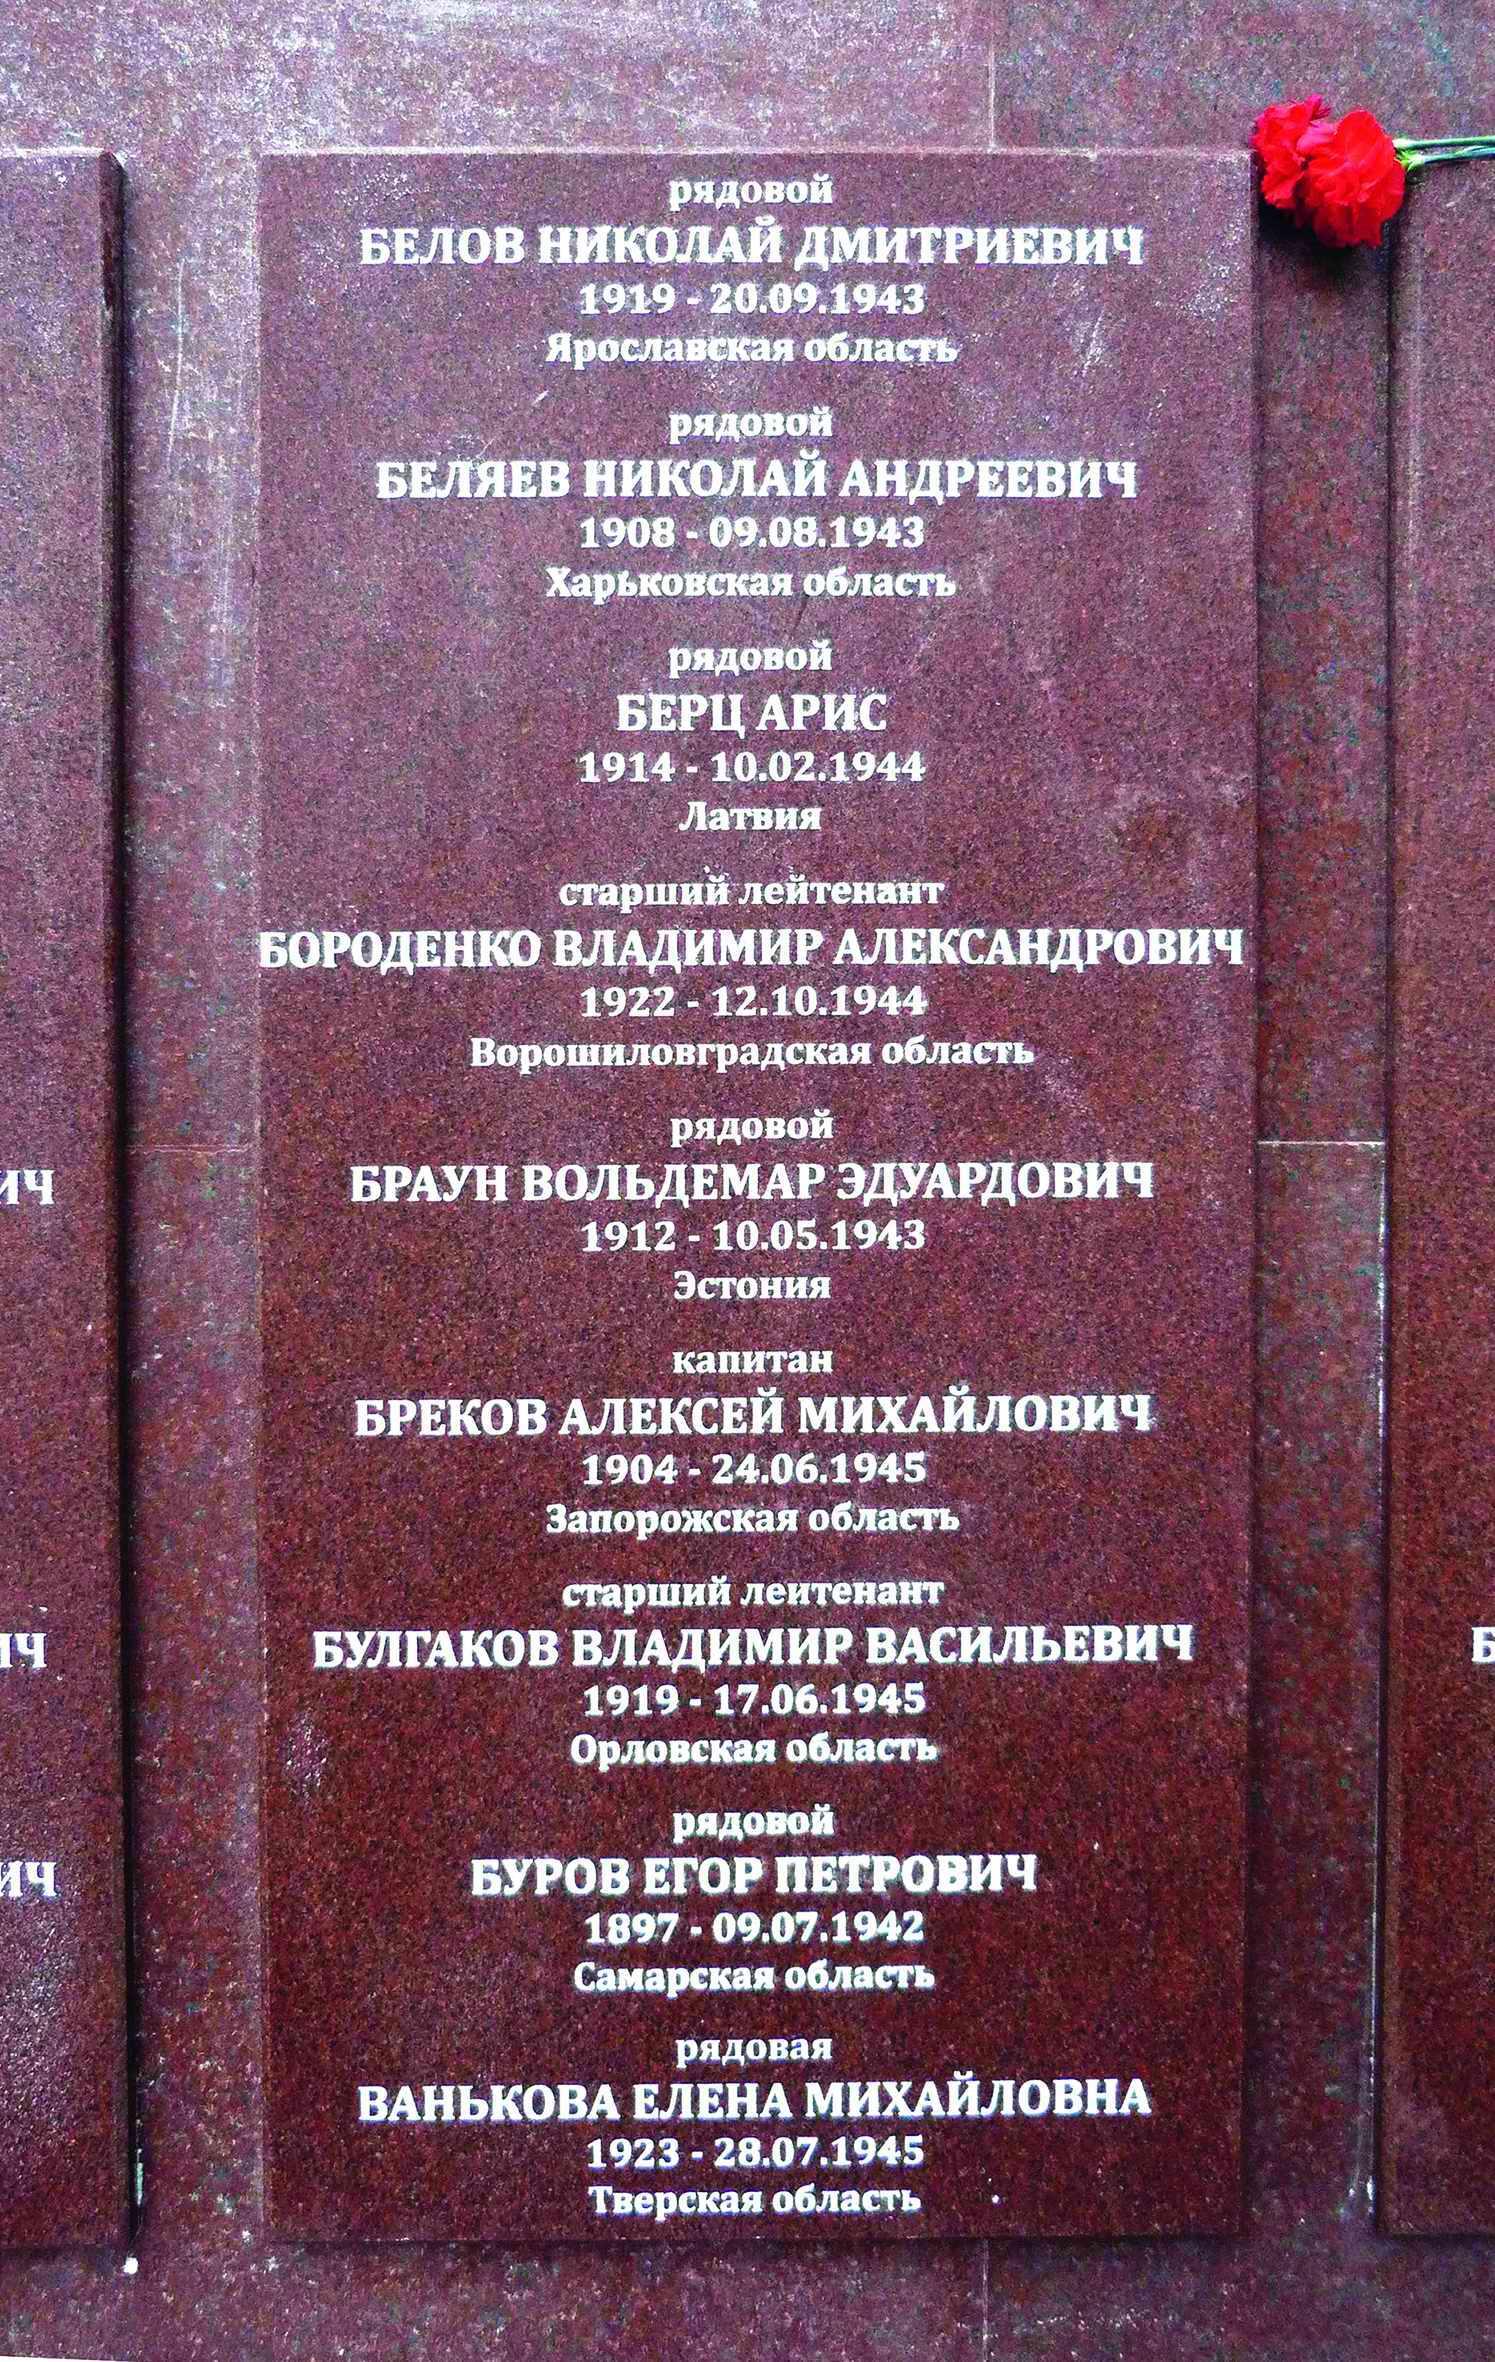 рядовой
БЕЛОВ НИКОЛАЙ ДМИТРИЕВИЧ
1919 - 20.09.1943
Ярославская область
рядовой
БЕЛЯЕВ НИКОЛАЙ АНДРЕЕВИЧ
1908 - 09.08.1943
Харьковская область
рядовой
БЕРЦ АРИС
1914 - 10.02.1944
Латвия
старший лейтенант
БОРОДЕНКО ВЛАДИМИР АЛЕКСАНДРОВИЧ
1922 - 12.10.1944
Ворошиловградская область
рядовой
БРАУН ВОЛЬДЕМАР ЭДУАРДОВИЧ
1912 - 10.05.1943
Эстония
капитан
БРЕКОВ АЛЕКСЕЙ МИХАЙЛОВИЧ
1904 - 24.06.1945
Запорожская область
старший леитенант
БУЛГАКОВ ВЛАДИМИР ВАСИЛЬЕВИЧ
1919 - 17.06.1945
Орловская область
рядовой
БУРОВ ЕГОР ПЕТРОВИЧ
1897 - 09.07.1942
Самарская область
рядовая
ВАНЬКОВА ЕЛЕНА МИХАЙЛОВНА
1923 - 28.07.1945
Тверская область